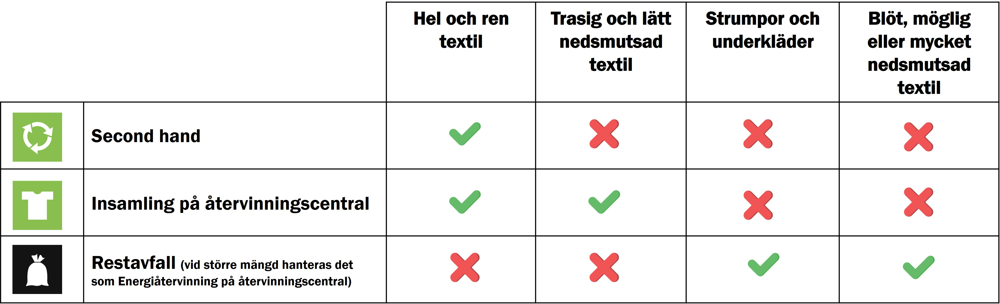 Hel och ren
textil
Trasig och lätt
nedsmutsad
textil
Strumpor och
underkläder
Blöt, möglig
eller mycket
nedsmutsad
textil
Second hand
Insamling på återvinningscentral
Restavfall (vid större mängd hanteras det
som Energiåtervinning på återvinningscentral)